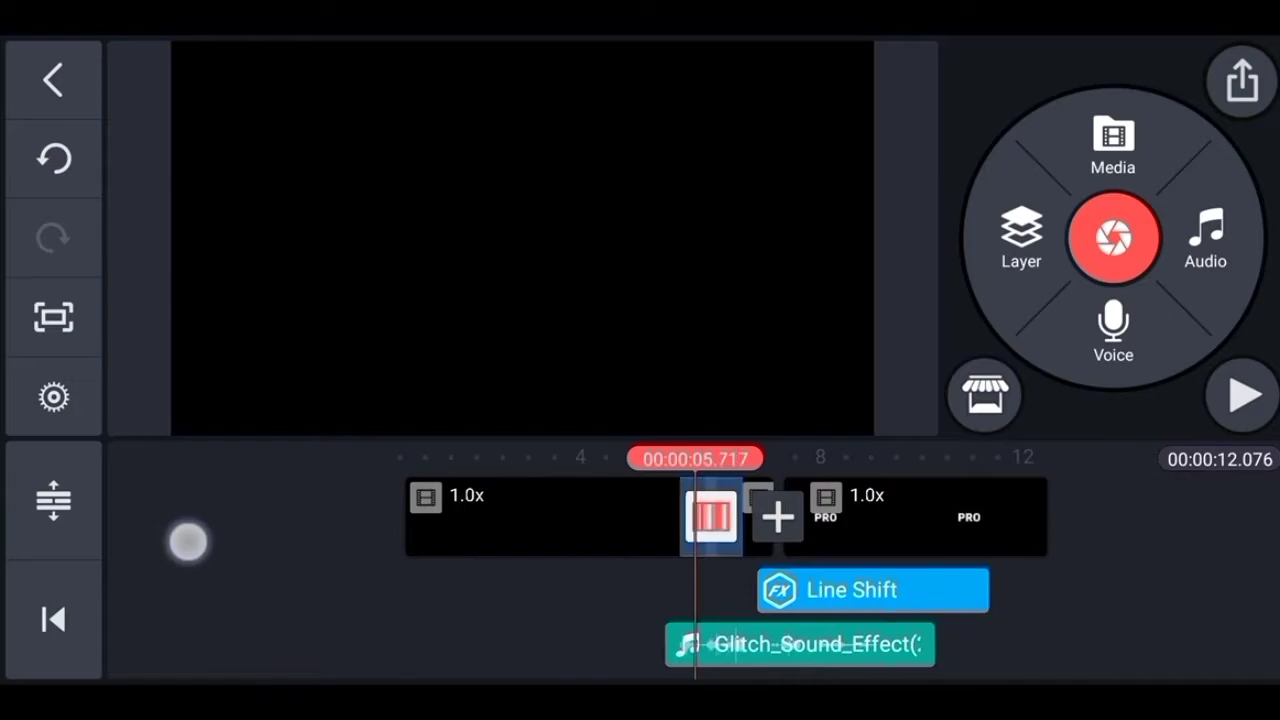 Media
Layer
Audio
Voice
4
00:00:05.717
8
12
00:00:12.076
1.0x
1.0x
PRO
PRO
FX
Line Shift
Glitch_Sound_Effect(